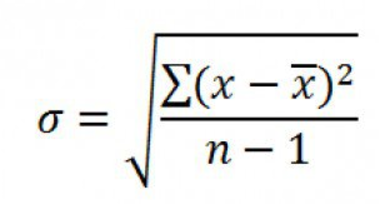 σ = √(∑(x − x̅)² / (n − 1))